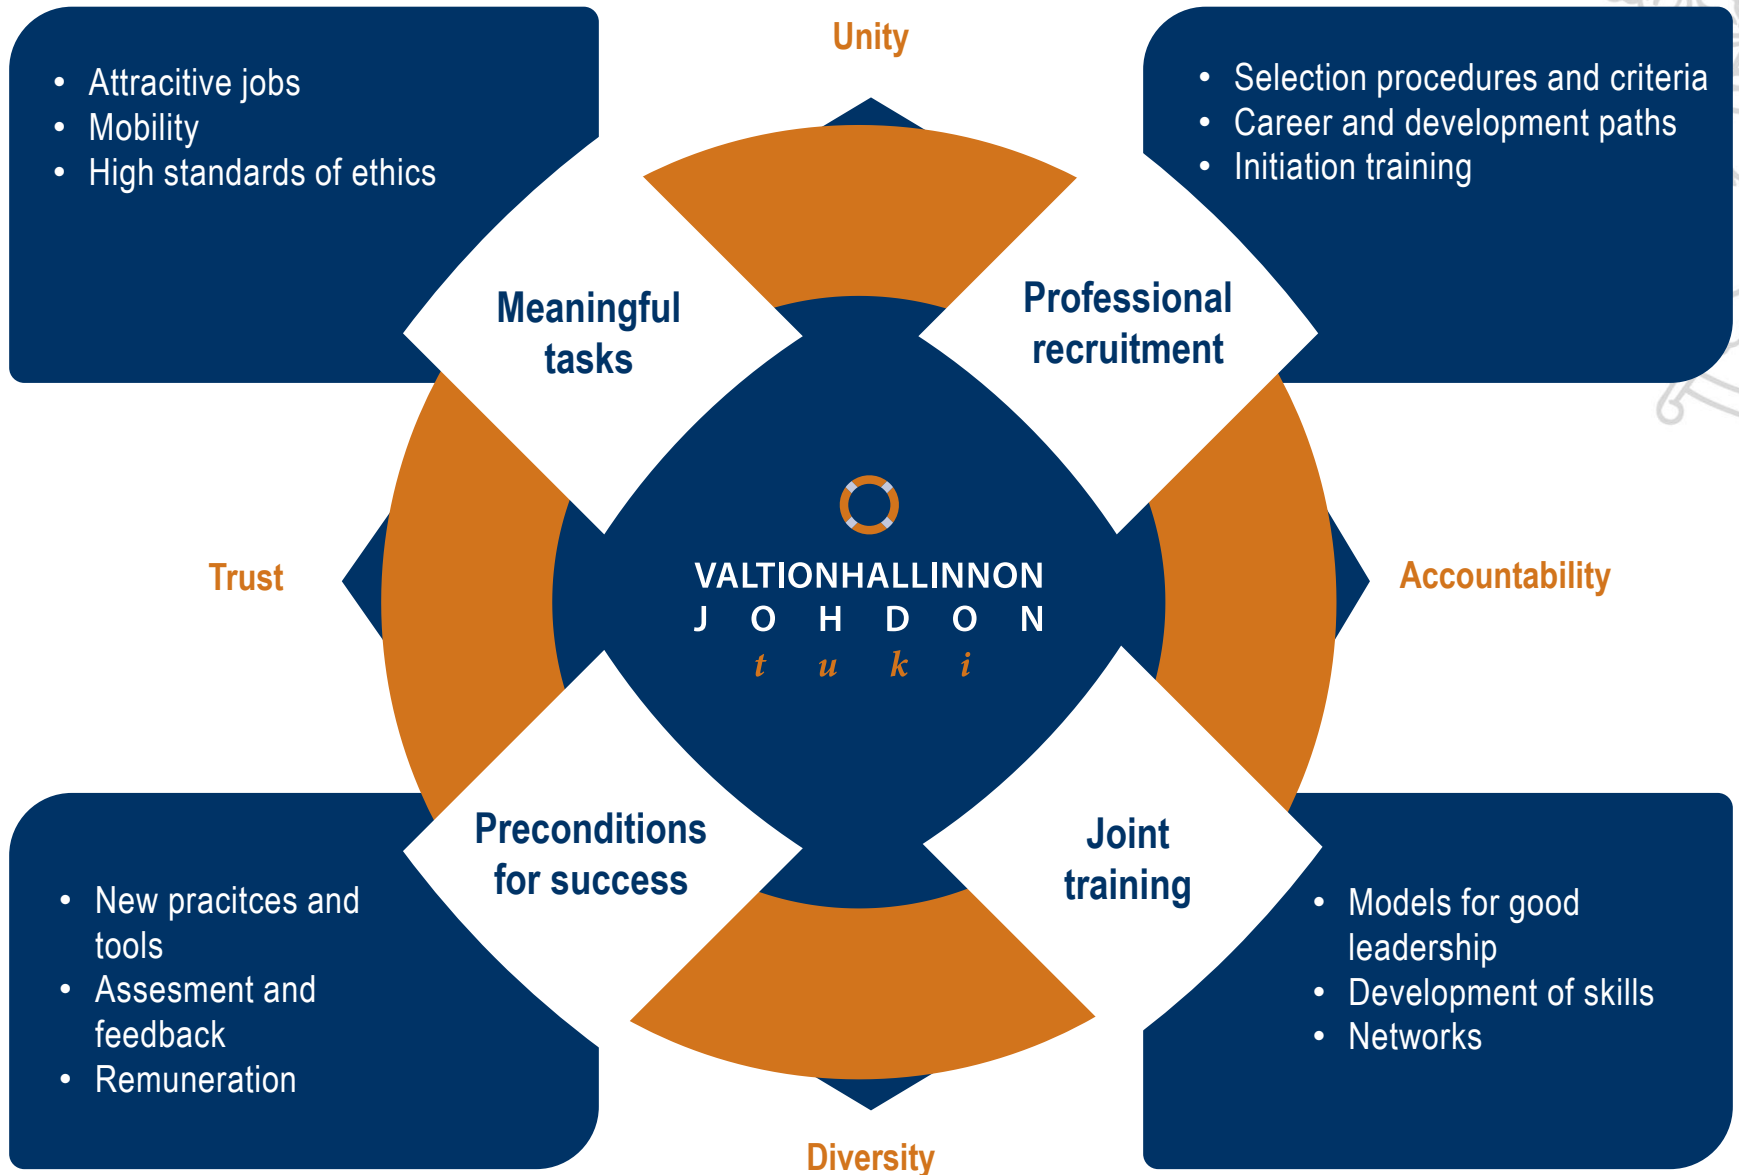 Unity
• Attracitive jobs
• Mobility
• High standards of ethics
• Selection procedures and criteria
• Career and development paths
• Initiation training
Meaningful
tasks
Professional
recruitment
Trust
VALTIONHALLINNON
JOHDON
tuki
Accountability
Preconditions
for success
Joint
training
• New pracitces and
tools
• Assesment and
feedback
• Remuneration
• Models for good
leadership
• Development of skills
• Networks
Diversity